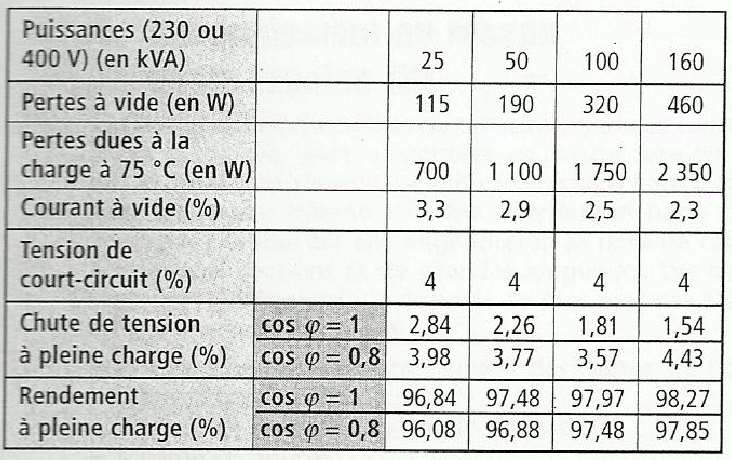 Puissances (230 ou
400 V) (en kVA) 25 50 100 160
Pertes à vide (en W) 115 190 320 460
Pertes dues à la
charge à 75 °C (en W) 700 1 100 1 750 2 350
Courant à vide (%) 3,3 2,9 2,5 2,3
Tension de
court-circuit (%) 4 4 4 4
Chute de tension cos φ = 1 2,84 2,26 1,81 1,54
à pleine charge (%) cos φ = 0,8 3,98 3,77 3,57 4,43
Rendement cos φ = 1 96,84 97,48 97,97 98,27
à pleine charge (%) cos φ = 0,8 96,08 96,88 97,48 97,85